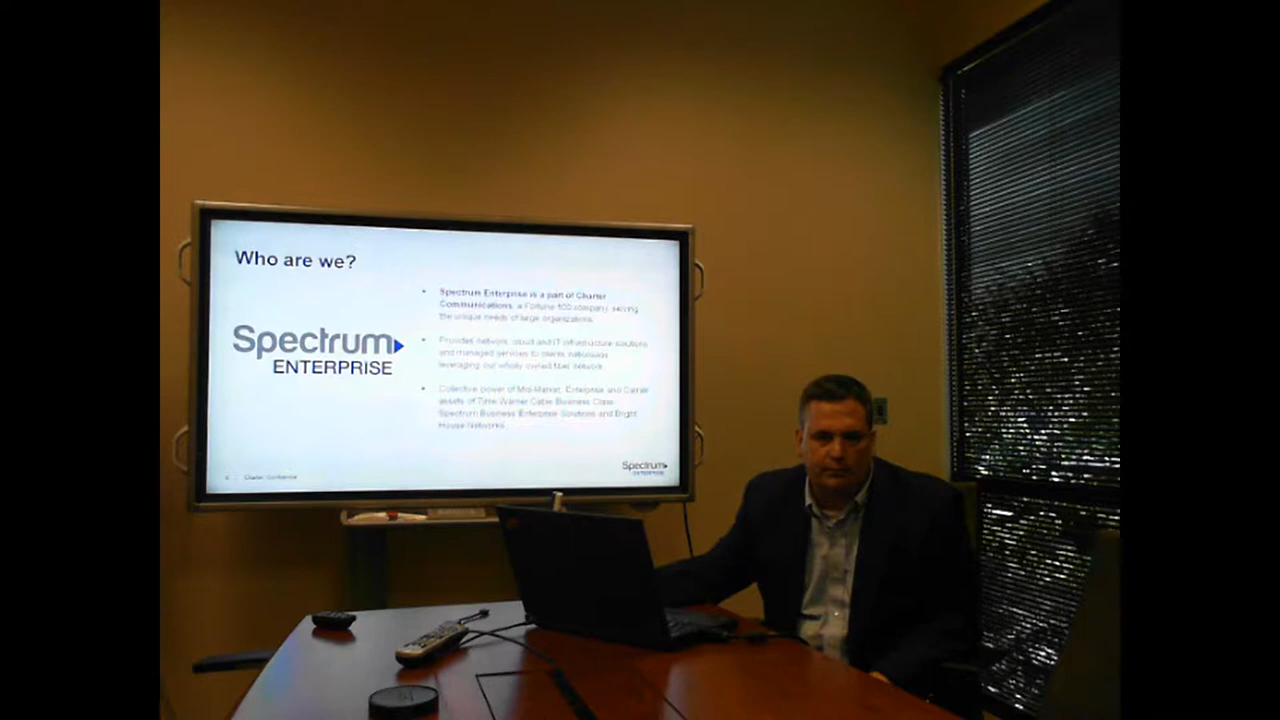 Who are we?
Spectrum
ENTERPRISE
• Spectrum Enterprise is a part of Charter
Communications, a Fortune 100 company, serving
the unique needs of large organizations.
• Provides network, cloud and IT infrastructure solutions
and managed services to clients nationwide
leveraging our wholly owned fiber network.
• Collective power of Mid-Market, Enterprise and Carrier
assets of Time Warner Cable Business Class,
Spectrum Business Enterprise Solutions and Bright
House Networks.
Charter Confidential
Spectrum
ENTERPRISE